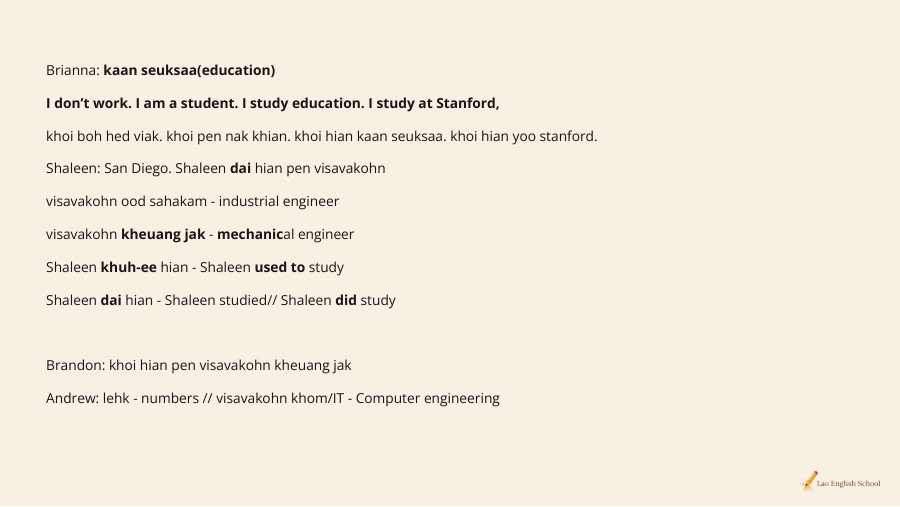 Brianna: kaan seuksaa(education)
I don’t work. I am a student. I study education. I study at Stanford,
khoi boh hed viak. khoi pen nak khian. khoi hian kaan seuksaa. khoi hian yoo stanford.
Shaleen: San Diego. Shaleen dai hian pen visavakohn
visavakohn ood sahakam - industrial engineer
visavakohn kheuang jak - mechanical engineer
Shaleen khuh-ee hian - Shaleen used to study
Shaleen dai hian - Shaleen studied// Shaleen did study
Brandon: khoi hian pen visavakohn kheuang jak
Andrew: lehk - numbers // visavakohn khom/IT - Computer engineering
Lao English School